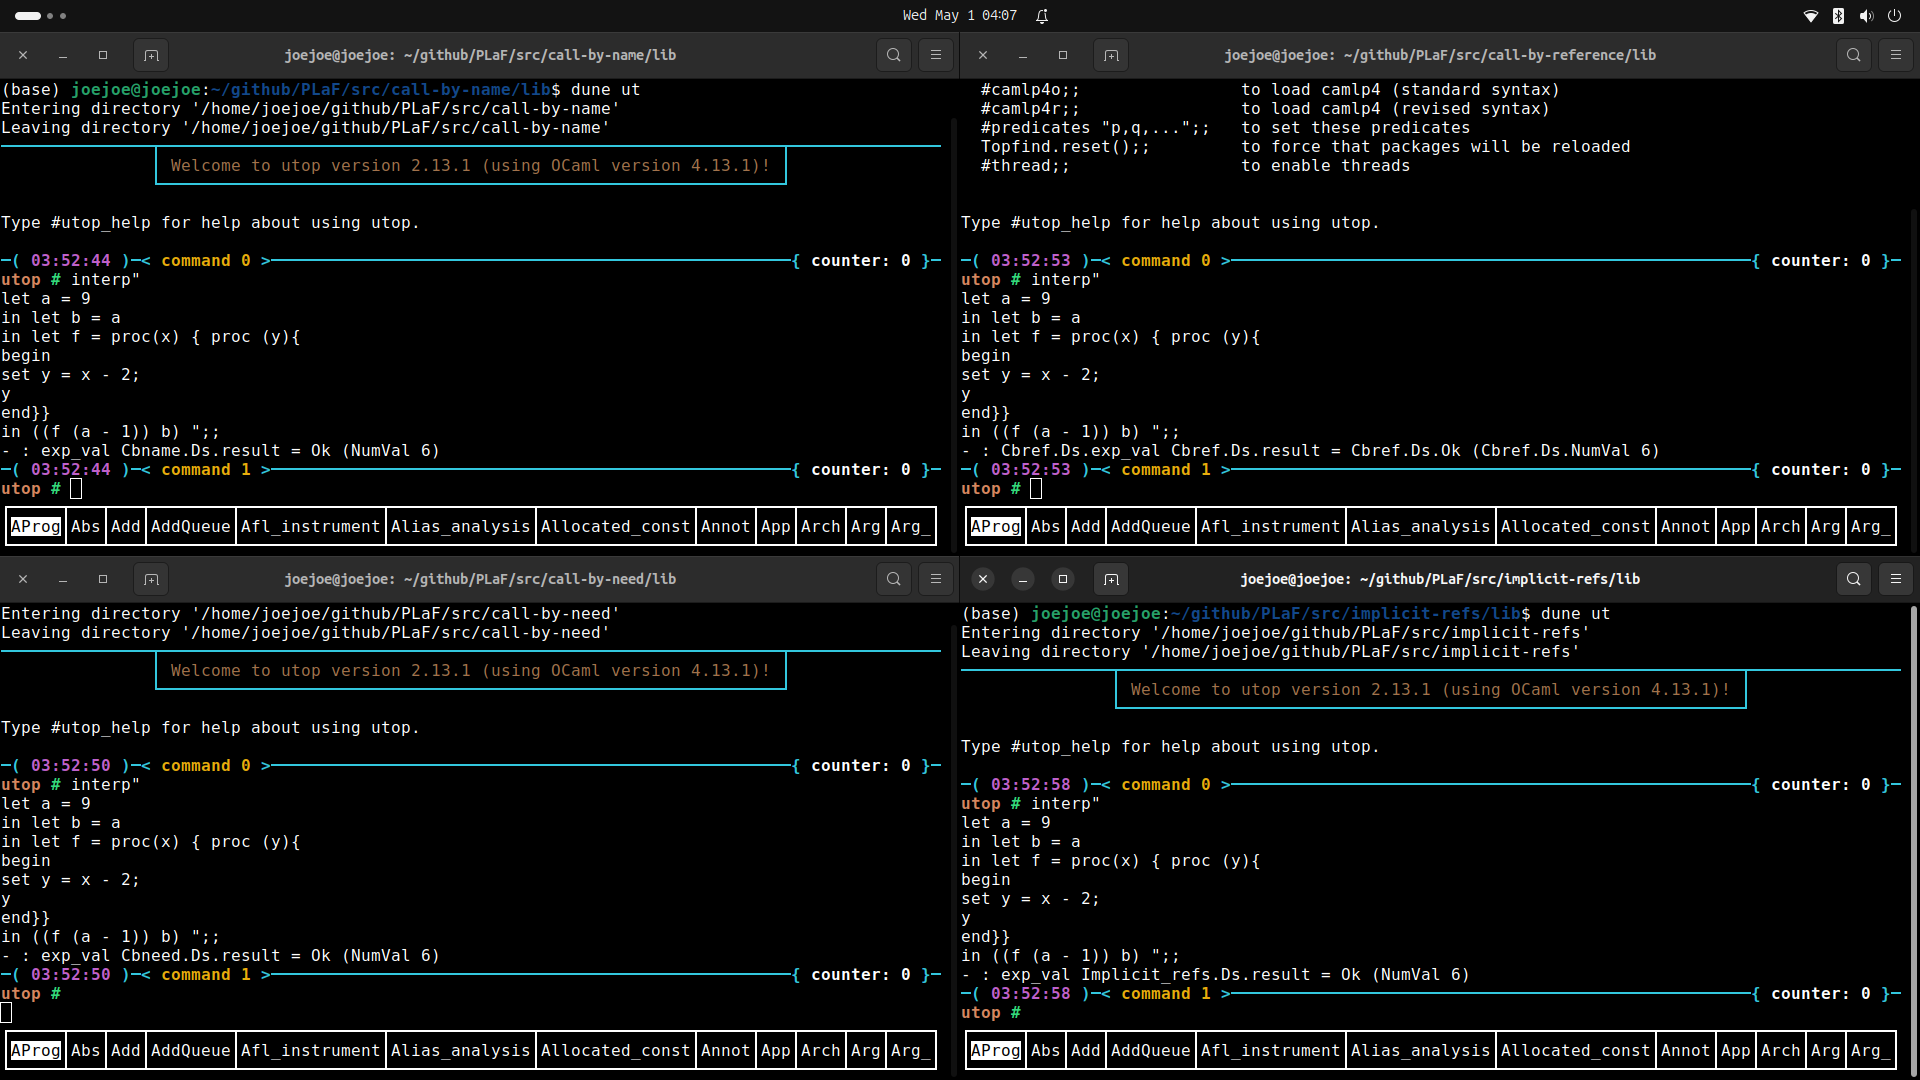 Wed May 1 04:07
joejoe@joejoe: ~/github/PLaF/src/call-by-name/lib
(base) joejoe@joejoe:~/github/PLaF/src/call-by-name/lib$ dune ut
Entering directory '/home/joejoe/github/PLaF/src/call-by-name'
Leaving directory '/home/joejoe/github/PLaF/src/call-by-name'
Welcome to utop version 2.13.1 (using OCaml version 4.13.1)!
Type #utop_help for help about using utop.
─( 03:52:44 )─< command 0 >──{ counter: 0 }─
utop # interp"
let a = 9
in let b = a
in let f = proc(x) { proc (y){
begin
set y = x - 2;
y
end}}
in ((f (a - 1)) b) ";;
- : exp_val Cbname.Ds.result = Ok (NumVal 6)
─( 03:52:44 )─< command 1 >──{ counter: 0 }─
utop #
AProg Abs Add AddQueue Afl_instrument Alias_analysis Allocated_const Annot App Arch Arg Arg_
joejoe@joejoe: ~/github/PLaF/src/call-by-reference/lib
#camlp4o;; to load camlp4 (standard syntax)
#camlp4r;; to load camlp4 (revised syntax)
#predicates "p,q,...";; to set these predicates
Topfind.reset();; to force that packages will be reloaded
#thread;; to enable threads
Type #utop_help for help about using utop.
─( 03:52:53 )─< command 0 >──{ counter: 0 }─
utop # interp"
let a = 9
in let b = a
in let f = proc(x) { proc (y){
begin
set y = x - 2;
y
end}}
in ((f (a - 1)) b) ";;
- : Cbref.Ds.exp_val Cbref.Ds.result = Cbref.Ds.Ok (Cbref.Ds.NumVal 6)
─( 03:52:53 )─< command 1 >──{ counter: 0 }─
utop #
AProg Abs Add AddQueue Afl_instrument Alias_analysis Allocated_const Annot App Arch Arg Arg_
joejoe@joejoe: ~/github/PLaF/src/call-by-need/lib
Entering directory '/home/joejoe/github/PLaF/src/call-by-need'
Leaving directory '/home/joejoe/github/PLaF/src/call-by-need'
Welcome to utop version 2.13.1 (using OCaml version 4.13.1)!
Type #utop_help for help about using utop.
─( 03:52:50 )─< command 0 >──{ counter: 0 }─
utop # interp"
let a = 9
in let b = a
in let f = proc(x) { proc (y){
begin
set y = x - 2;
y
end}}
in ((f (a - 1)) b) ";;
- : exp_val Cbneed.Ds.result = Ok (NumVal 6)
─( 03:52:50 )─< command 1 >──{ counter: 0 }─
utop #
AProg Abs Add AddQueue Afl_instrument Alias_analysis Allocated_const Annot App Arch Arg Arg_
joejoe@joejoe: ~/github/PLaF/src/implicit-refs/lib
(base) joejoe@joejoe:~/github/PLaF/src/implicit-refs/lib$ dune ut
Entering directory '/home/joejoe/github/PLaF/src/implicit-refs'
Leaving directory '/home/joejoe/github/PLaF/src/implicit-refs'
Welcome to utop version 2.13.1 (using OCaml version 4.13.1)!
Type #utop_help for help about using utop.
─( 03:52:58 )─< command 0 >──{ counter: 0 }─
utop # interp"
let a = 9
in let b = a
in let f = proc(x) { proc (y){
begin
set y = x - 2;
y
end}}
in ((f (a - 1)) b) ";;
- : exp_val Implicit_refs.Ds.result = Ok (NumVal 6)
─( 03:52:58 )─< command 1 >──{ counter: 0 }─
utop #
AProg Abs Add AddQueue Afl_instrument Alias_analysis Allocated_const Annot App Arch Arg Arg_